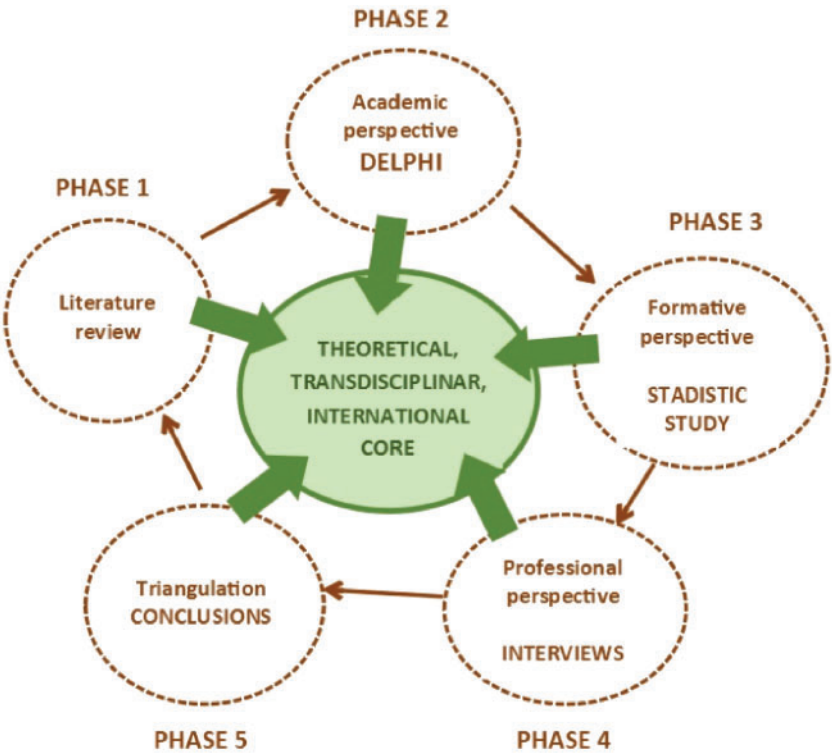 PHASE 2
Academic
perspective
DELPHI
PHASE 1
Literature
review
PHASE 3
Formative
perspective
STADISTIC
STUDY
THEORETICAL,
TRANSDISCIPLINAR,
INTERNATIONAL
CORE
Professional
perspective
INTERVIEWS
PHASE 4
Triangulation
CONCLUSIONS
PHASE 5